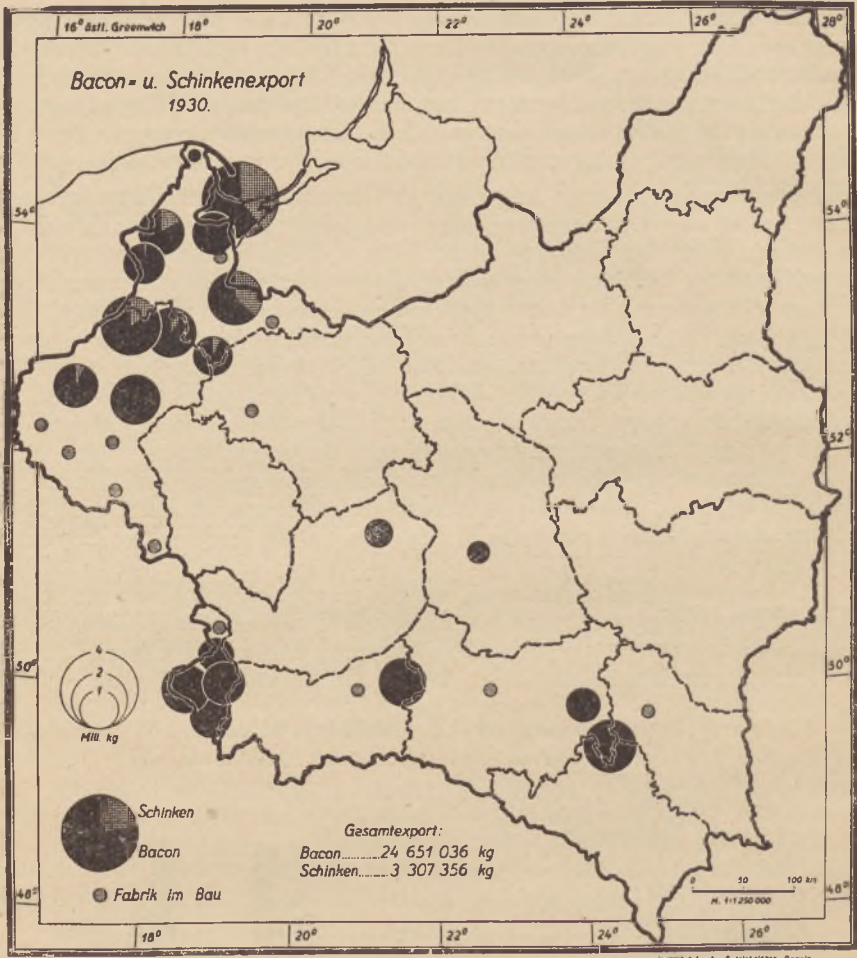 16° östl. Greenwich 18° 20° 22° 24° 26° 28°
Bacon= u. Schinkenexport
1930.
54° 54°
52°
50° 50°
4
2
1
Mill. kg
Schinken
Bacon
Fabrik im Bau
Gesamtexport:
Bacon..........24 651 036 kg
Schinken.......3 307 356 kg
0 50 100 km
48° 48°
18° 20° 22° 24° 26°